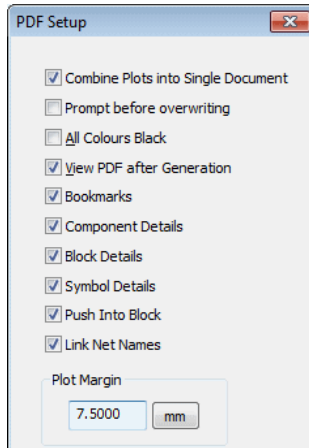 PDF Setup
Combine Plots into Single Document
Prompt before overwriting
All Colours Black
View PDF after Generation
Bookmarks
Component Details
Block Details
Symbol Details
Push Into Block
Link Net Names
Plot Margin
7.5000 mm